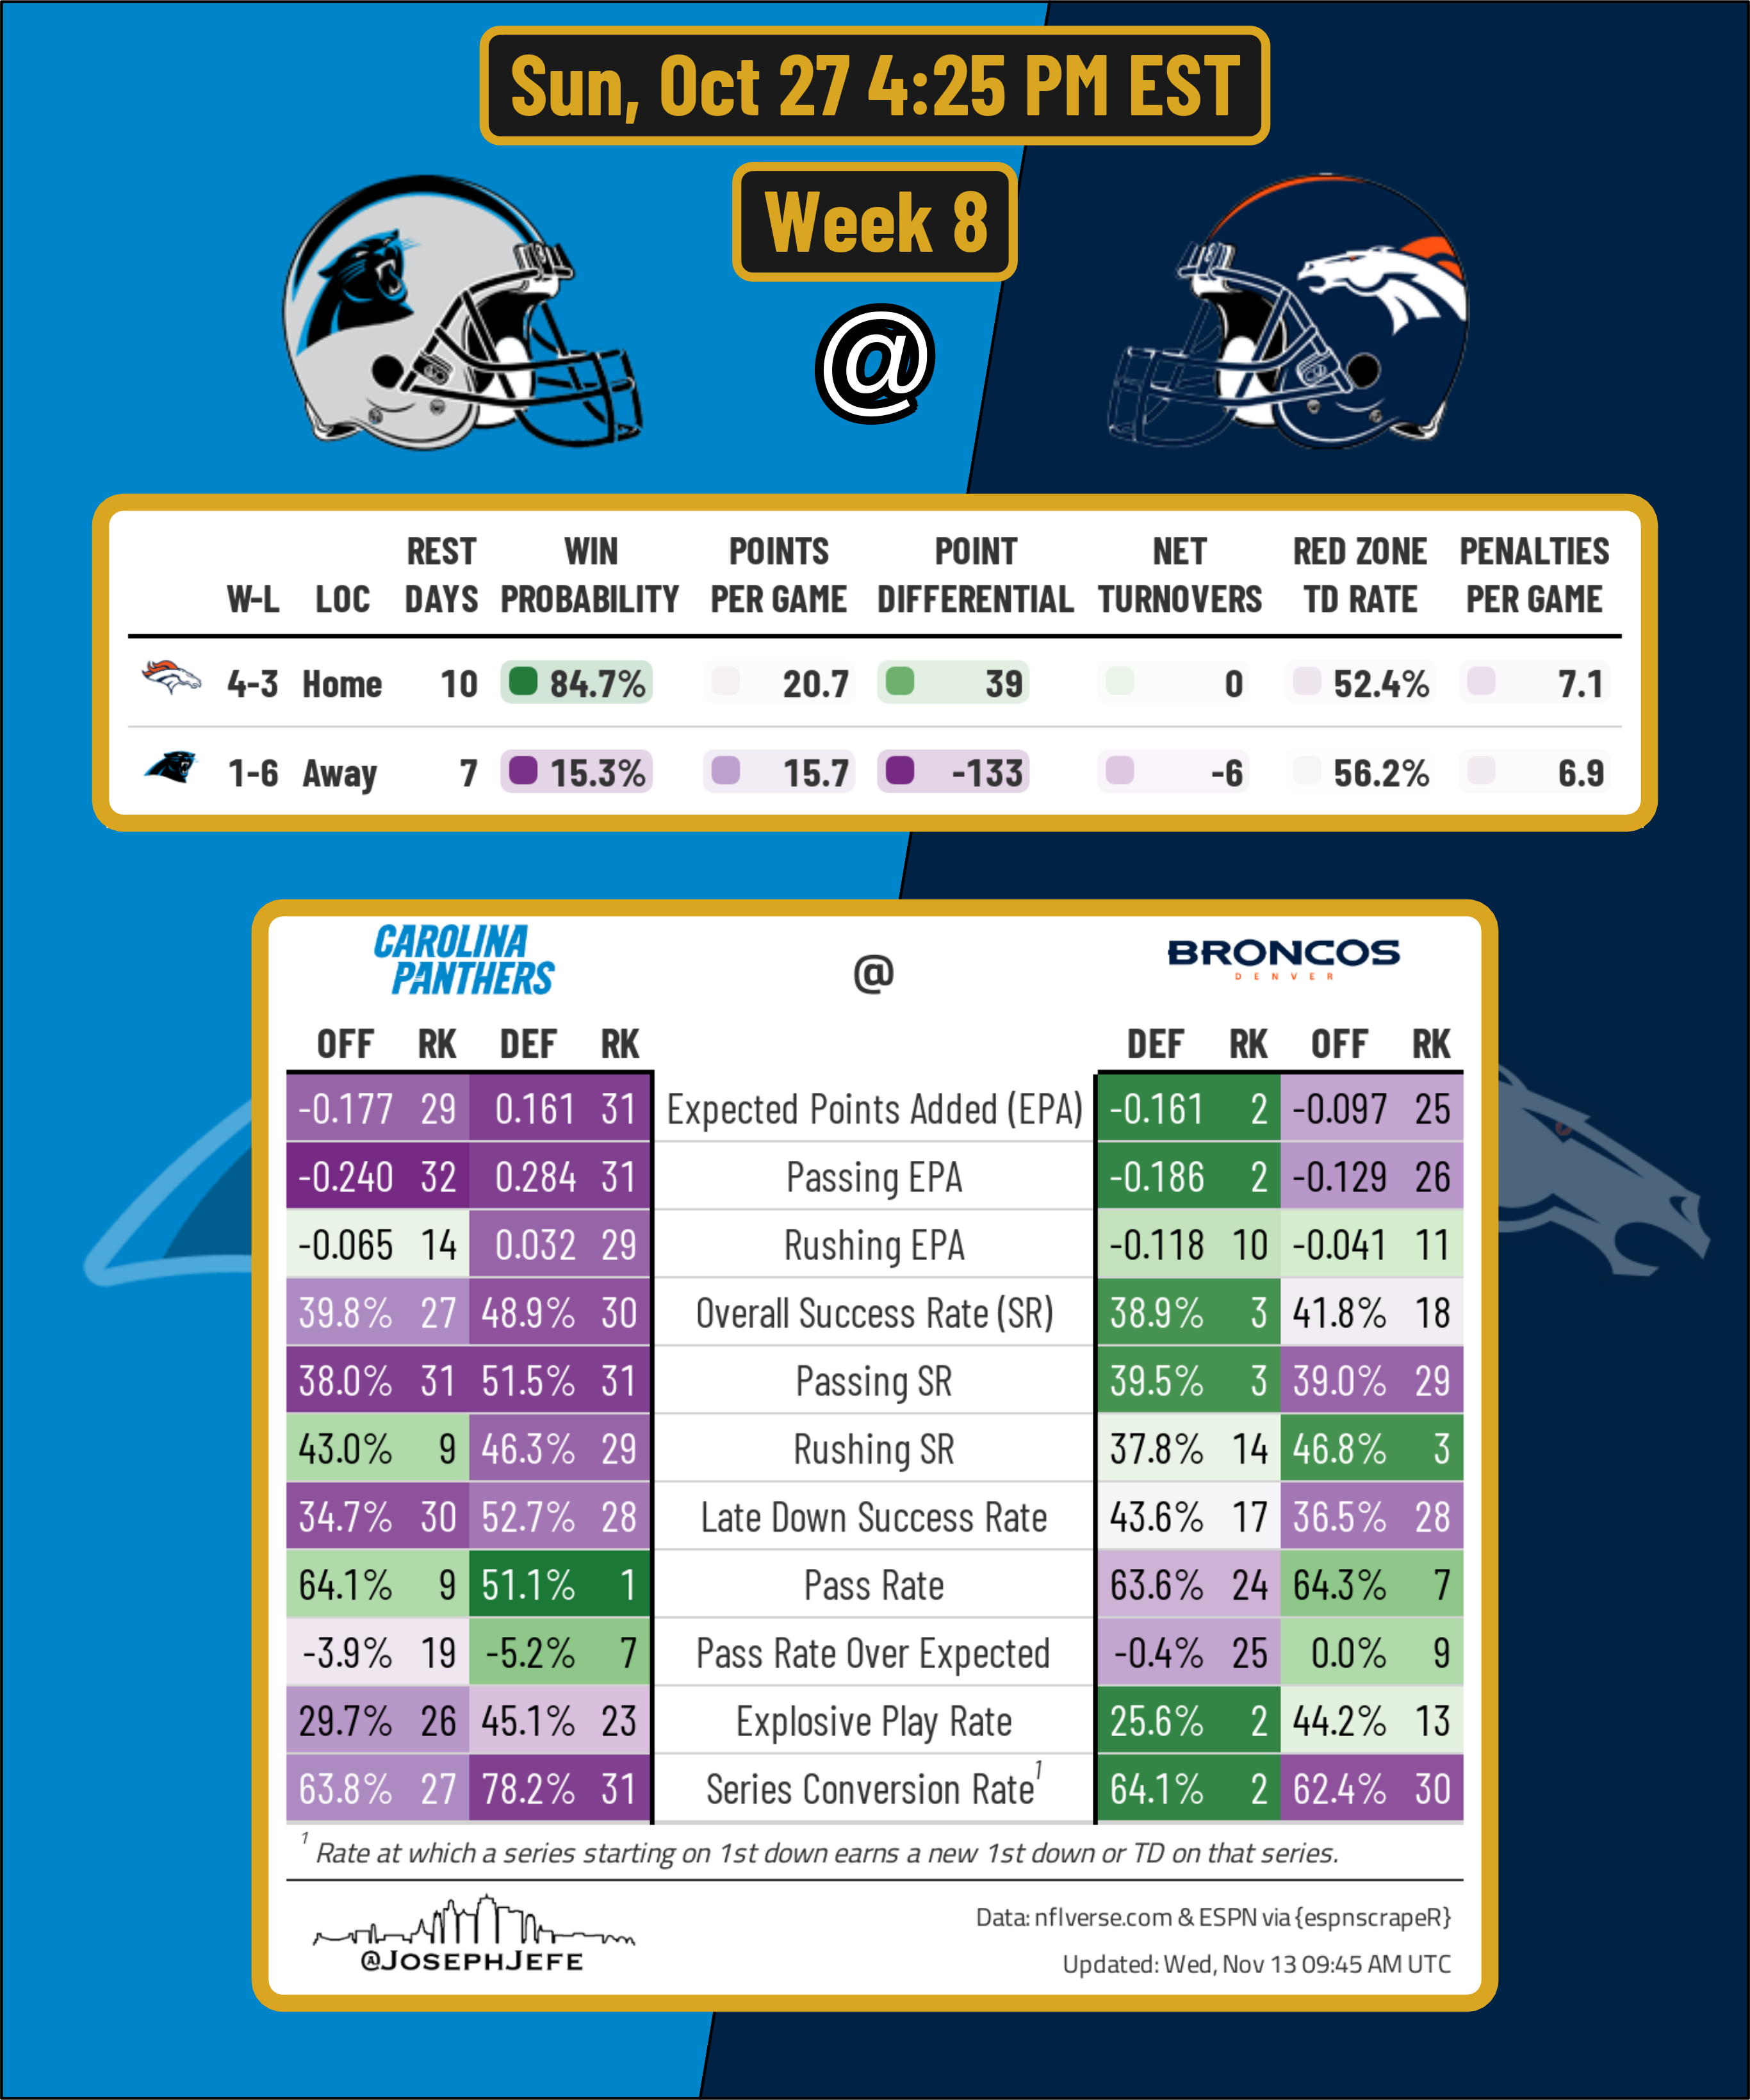 Sun, Oct 27 4:25 PM EST
Week 8
@
REST WIN POINTS POINT NET RED ZONE PENALTIES
W-L LOC DAYS PROBABILITY PER GAME DIFFERENTIAL TURNOVERS TD RATE PER GAME
4-3 Home 10 84.7% 20.7 39 0 52.4% 7.1
1-6 Away 7 15.3% 15.7 -133 -6 56.2% 6.9
CAROLINA
PANTHERS
@
BRONCOS
DENVER
OFF RK DEF RK DEF RK OFF RK
-0.177 29 0.161 31 Expected Points Added (EPA) -0.161 2 -0.097 25
-0.240 32 0.284 31 Passing EPA -0.186 2 -0.129 26
-0.065 14 0.032 29 Rushing EPA -0.118 10 -0.041 11
39.8% 27 48.9% 30 Overall Success Rate (SR) 38.9% 3 41.8% 18
38.0% 31 51.5% 31 Passing SR 39.5% 3 39.0% 29
43.0% 9 46.3% 29 Rushing SR 37.8% 14 46.8% 3
34.7% 30 52.7% 28 Late Down Success Rate 43.6% 17 36.5% 28
64.1% 9 51.1% 1 Pass Rate 63.6% 24 64.3% 7
-3.9% 19 -5.2% 7 Pass Rate Over Expected -0.4% 25 0.0% 9
29.7% 26 45.1% 23 Explosive Play Rate 25.6% 2 44.2% 13
63.8% 27 78.2% 31 Series Conversion Rate¹ 64.1% 2 62.4% 30
¹ Rate at which a series starting on 1st down earns a new 1st down or TD on that series.
@JOSEPHJEFE
Data: nflverse.com & ESPN via {espnscrapeR}
Updated: Wed, Nov 13 09:45 AM UTC